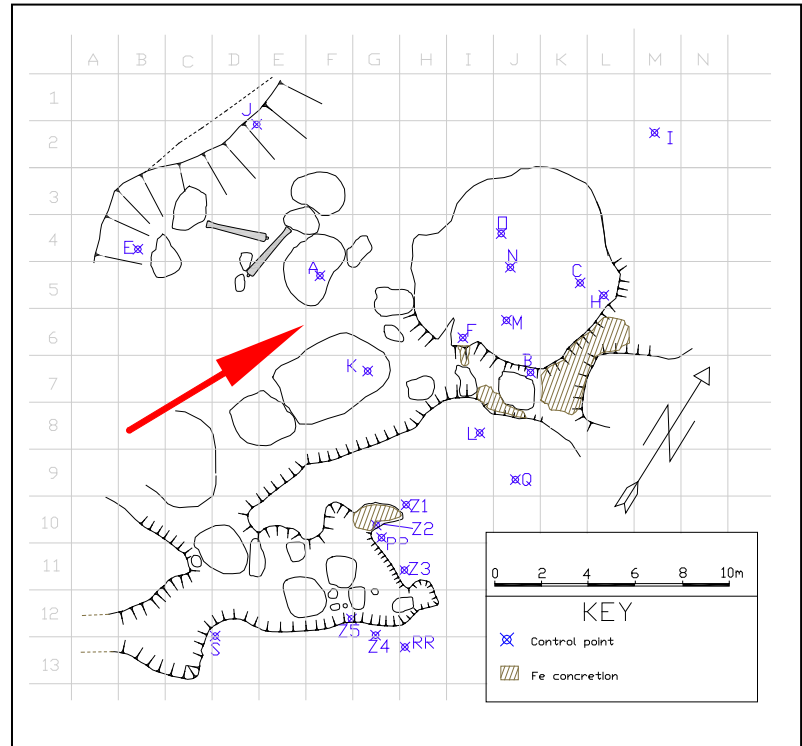 A B C D E F G H I J K L M N
1
J
2
I
3
O
4
E
N
A
C
5
H
M
F
6
B
K
7
L
8
Q
9
Z1
10
Z2
PP
11
Z3
0 2 4 6 8 10m
KEY
12
Z5
Control point
S
Z4
RR
13
Fe concretion
N